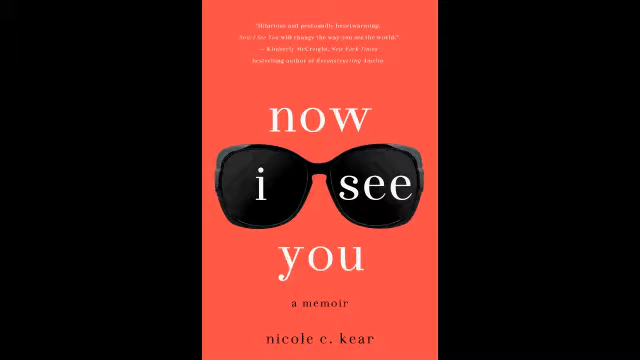 "Hilarious and profoundly heartwarming.
Now I See You will change the way you see the world."
— Kimberly McCreight, New York Times
bestselling author of Reconstructing Amelia
now
i see
you
a memoir
nicole c. kear